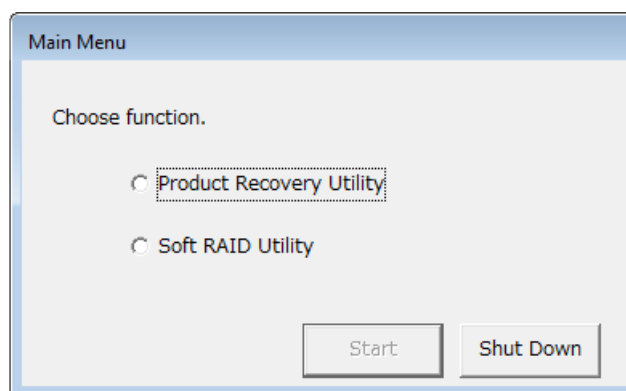 Main Menu
Choose function.
Product Recovery Utility
Soft RAID Utility
Start Shut Down